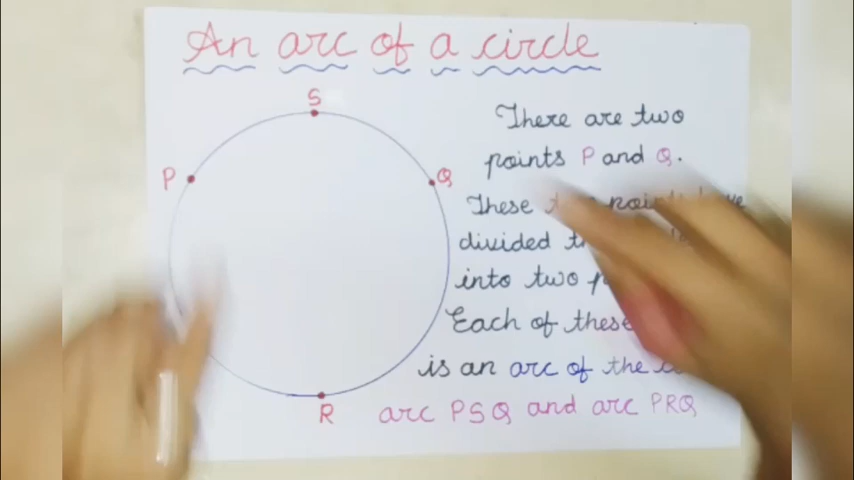 An arc of a circle
S
P
Q
R
There are two
points P and Q.
These
divided
into two
Each of these
is an arc of the
arc PSQ and arc PRQ